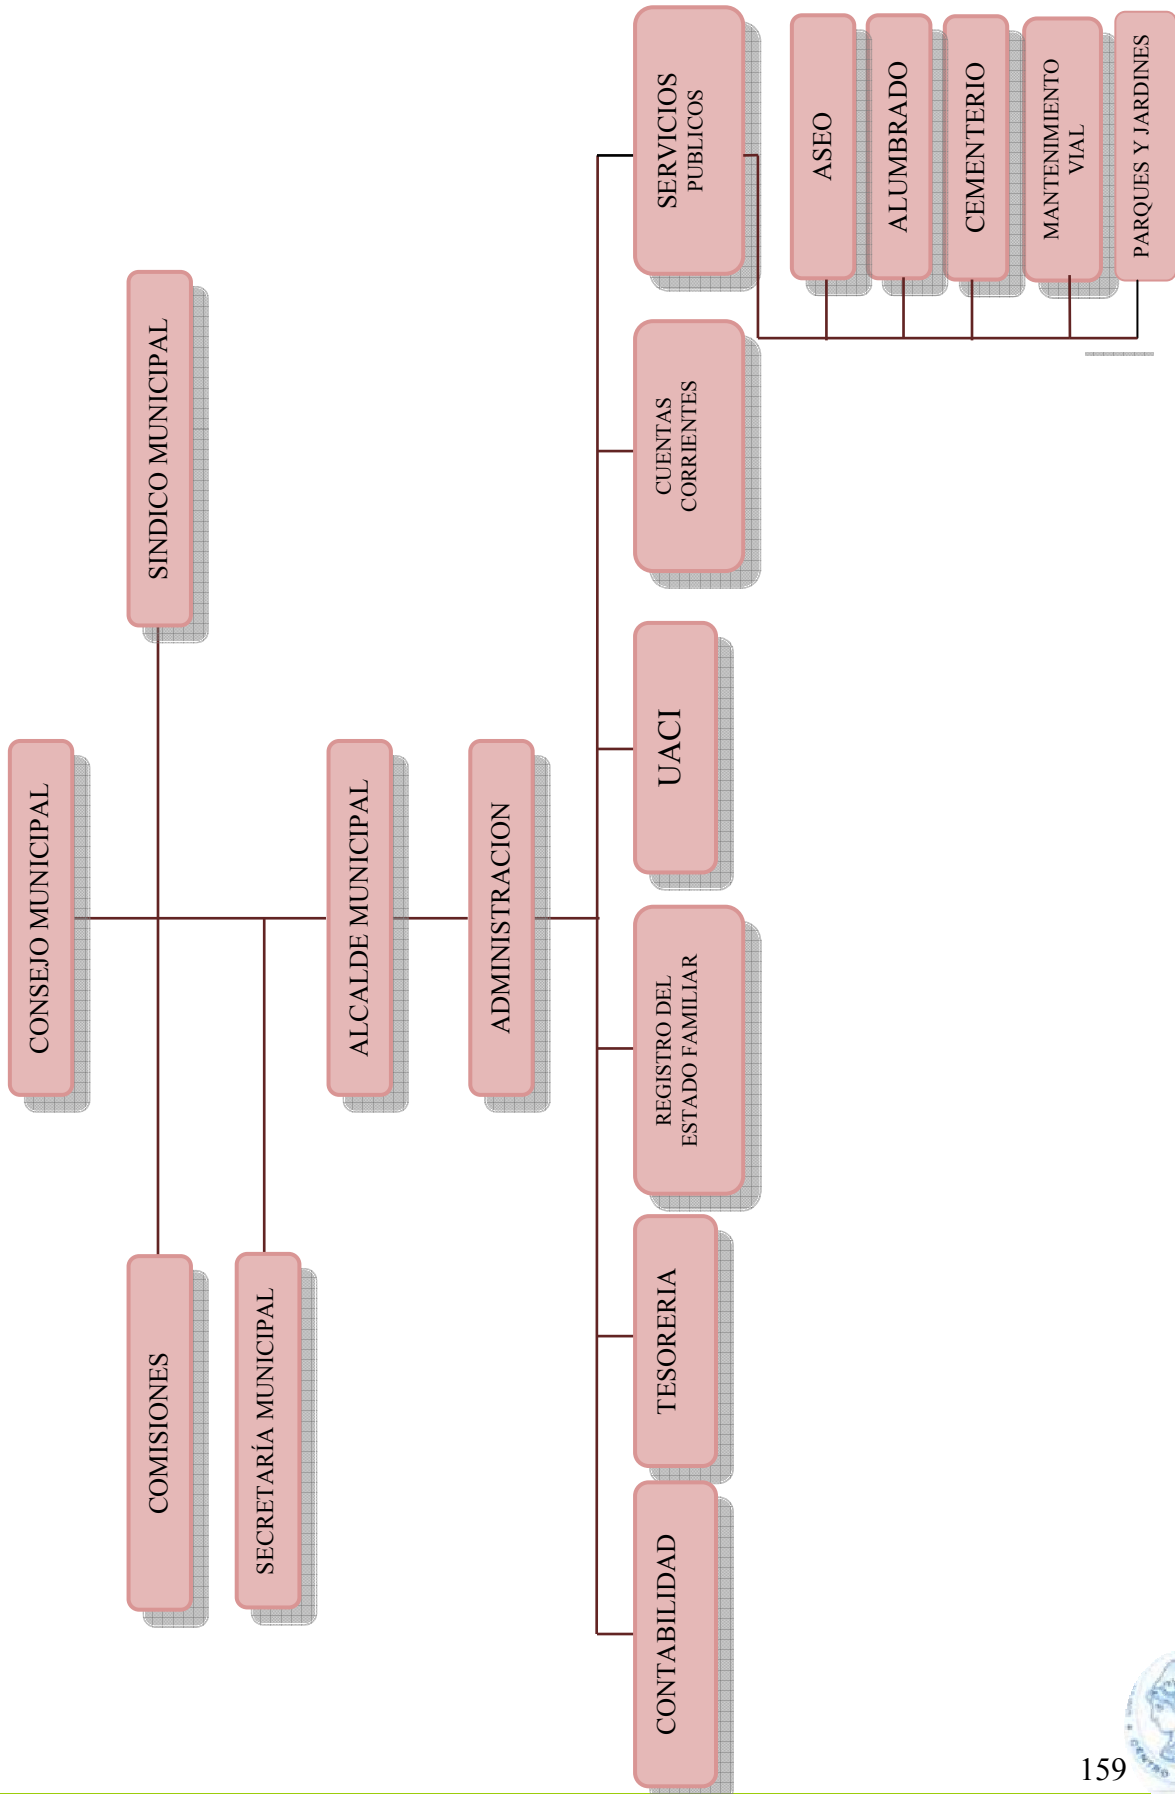 CONSEJO MUNICIPAL
COMISIONES
SINDICO MUNICIPAL
SECRETARÍA MUNICIPAL
ALCALDE MUNICIPAL
ADMINISTRACION
CONTABILIDAD
TESORERIA
REGISTRO DEL
ESTADO FAMILIAR
UACI
CUENTAS
CORRIENTES
SERVICIOS
PUBLICOS
ASEO
ALUMBRADO
CEMENTERIO
MANTENIMIENTO
VIAL
PARQUES Y JARDINES
159